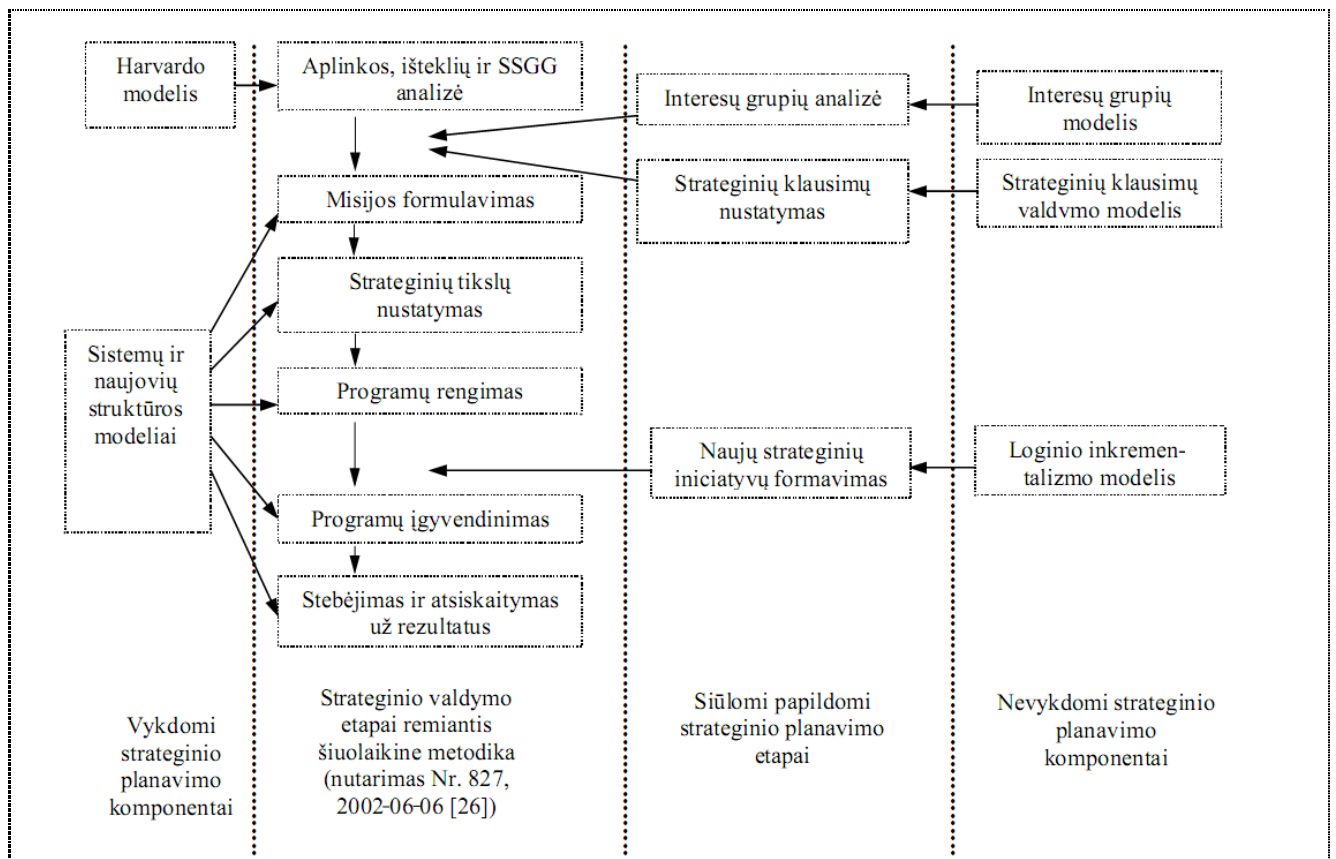 Harvardo
modelis
Aplinkos, išteklių ir SSGG
analizė
Interesų grupių analizė
Interesų grupių
modelis
Strateginių klausimų
nustatymas
Strateginių klausimų
valdvmo modelis
Misijos formulavimas
Strateginių tikslų
nustatymas
Sistemų ir
naujovių
struktūros
modeliai
Programų rengimas
Naujų strateginių
iniciatyvų formavimas
Loginio inkremen-
talizmo modelis
Programų įgyvendinimas
Stebėjimas ir atsiskaitymas
už rezultatus
Vykdomi
strateginio
planavimo
komponentai
Strateginio valdymo
etapai remiantis
šiuolaikine metodika
(nutarimas Nr. 827,
2002-06-06 [26])
Siūlomi papildomi
strateginio planavimo
etapai
Nevykdomi strateginio
planavimo
komponentai